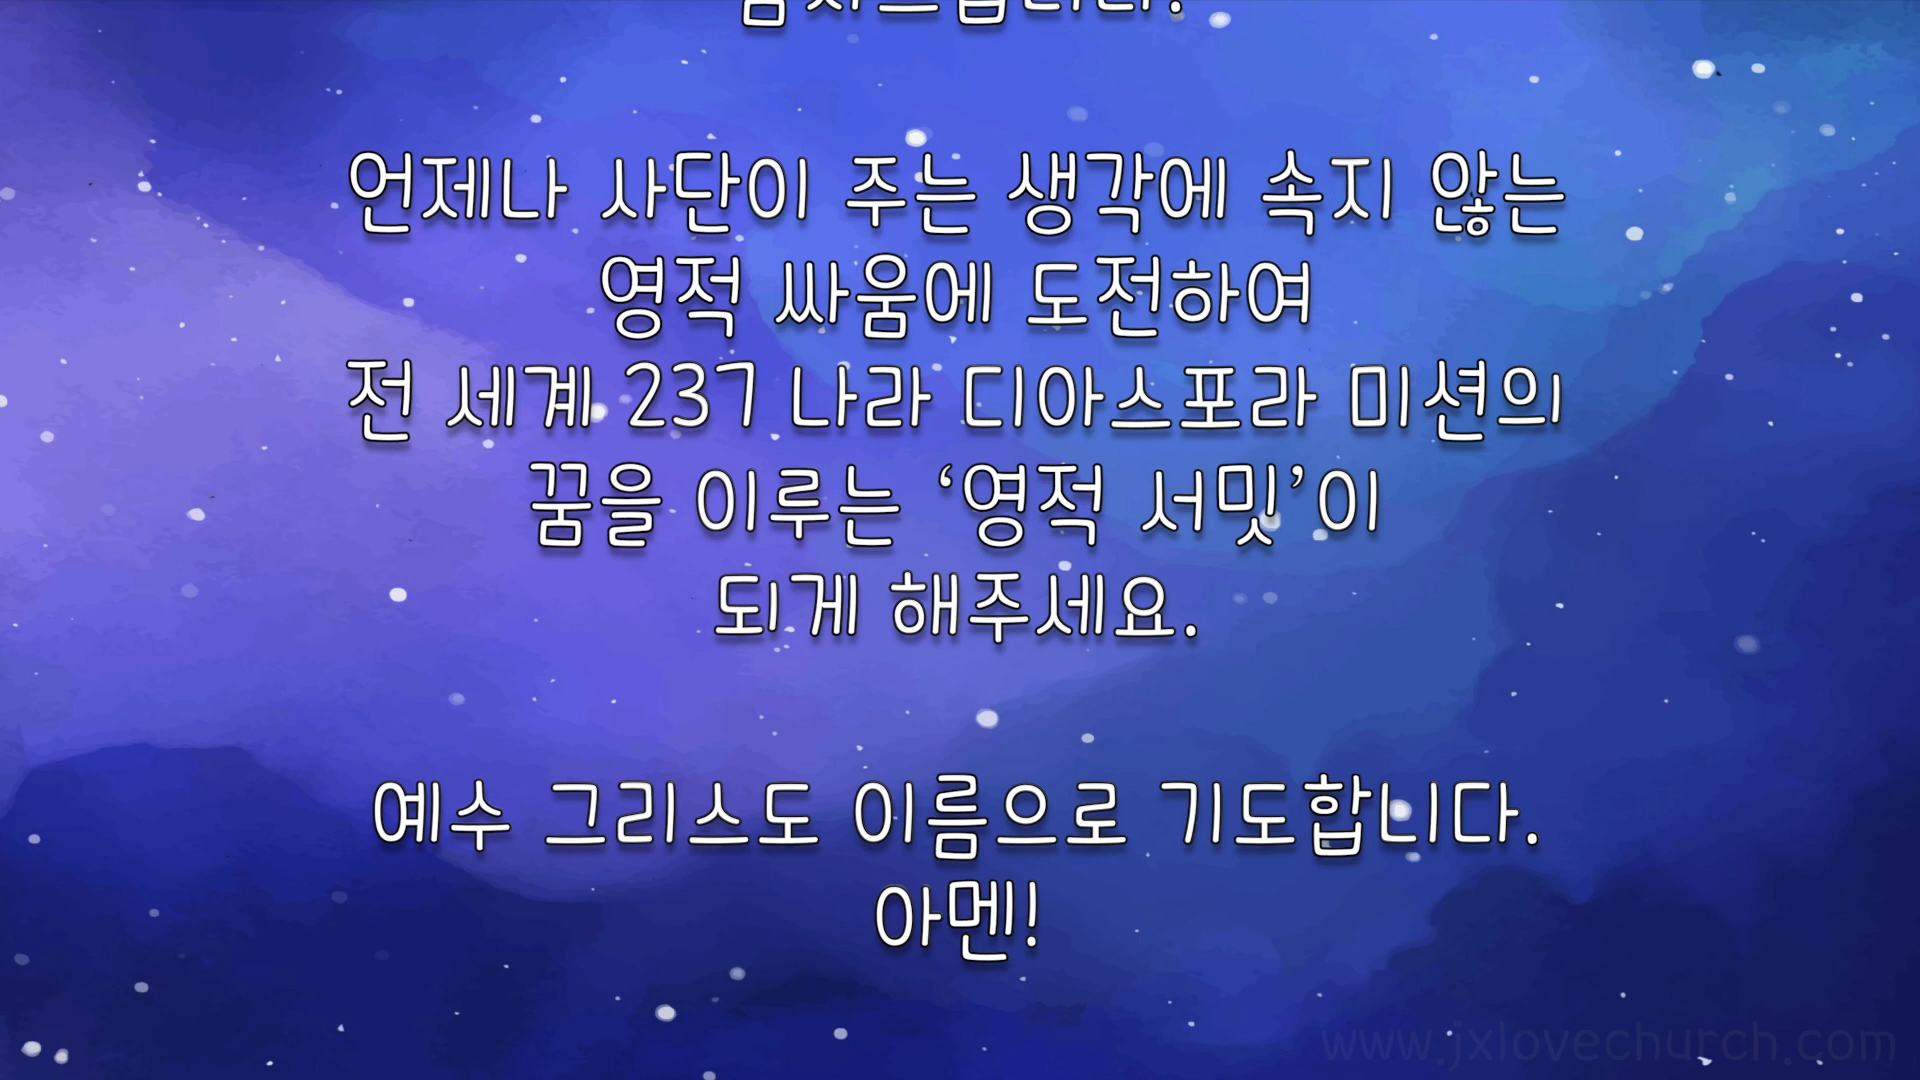 언제나 사단이 주는 생각에 속지 않는
영적 싸움에 도전하여
전 세계 237 나라 디아스포라 미션의
꿈을 이루는 ‘영적 서밋’이
되게 해주세요.
예수 그리스도 이름으로 기도합니다.
아멘!
www.jxlovechurch.com